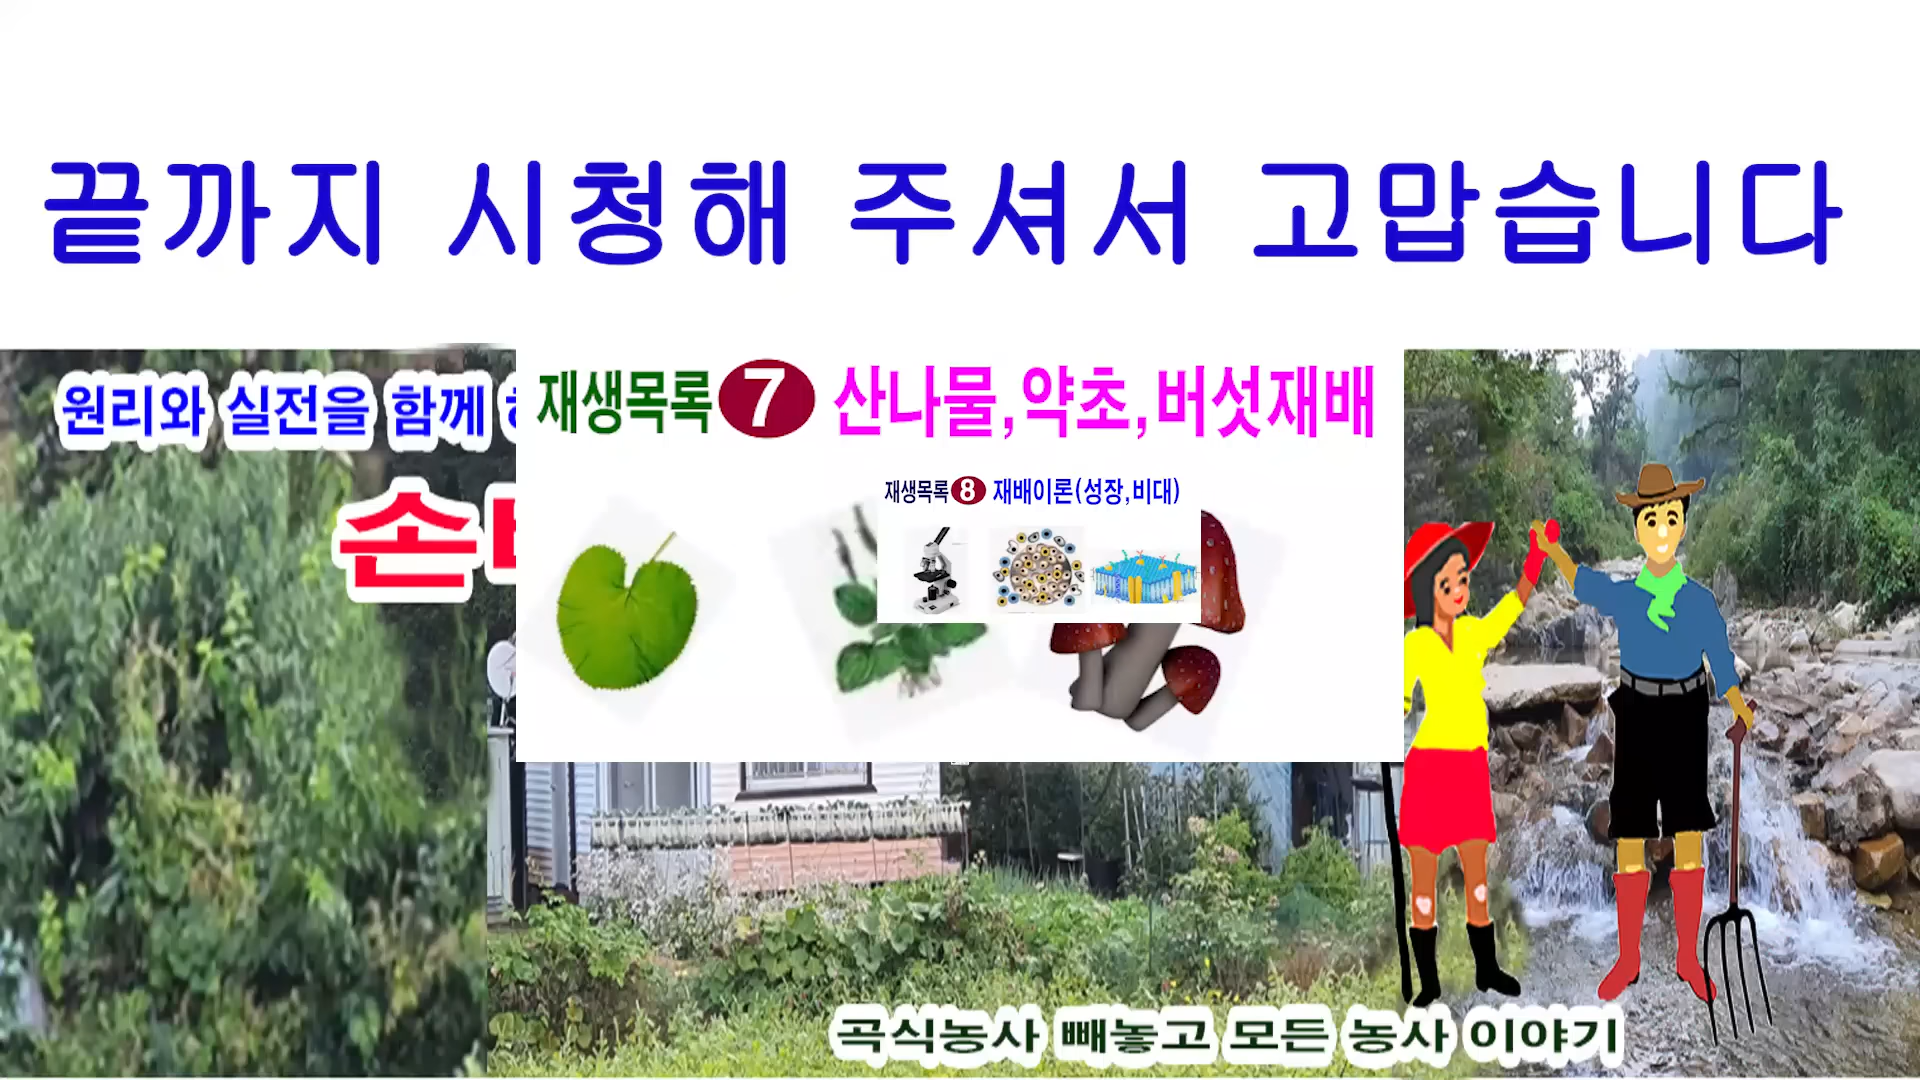 끝까지 시청해 주셔서 고맙습니다
원리와 실전을 함께
재생목록 7 산나물,약초,버섯재배
재생목록 8 재배이론(성장,비대)
손
곡식농사 빼놓고 모든 농사 이야기